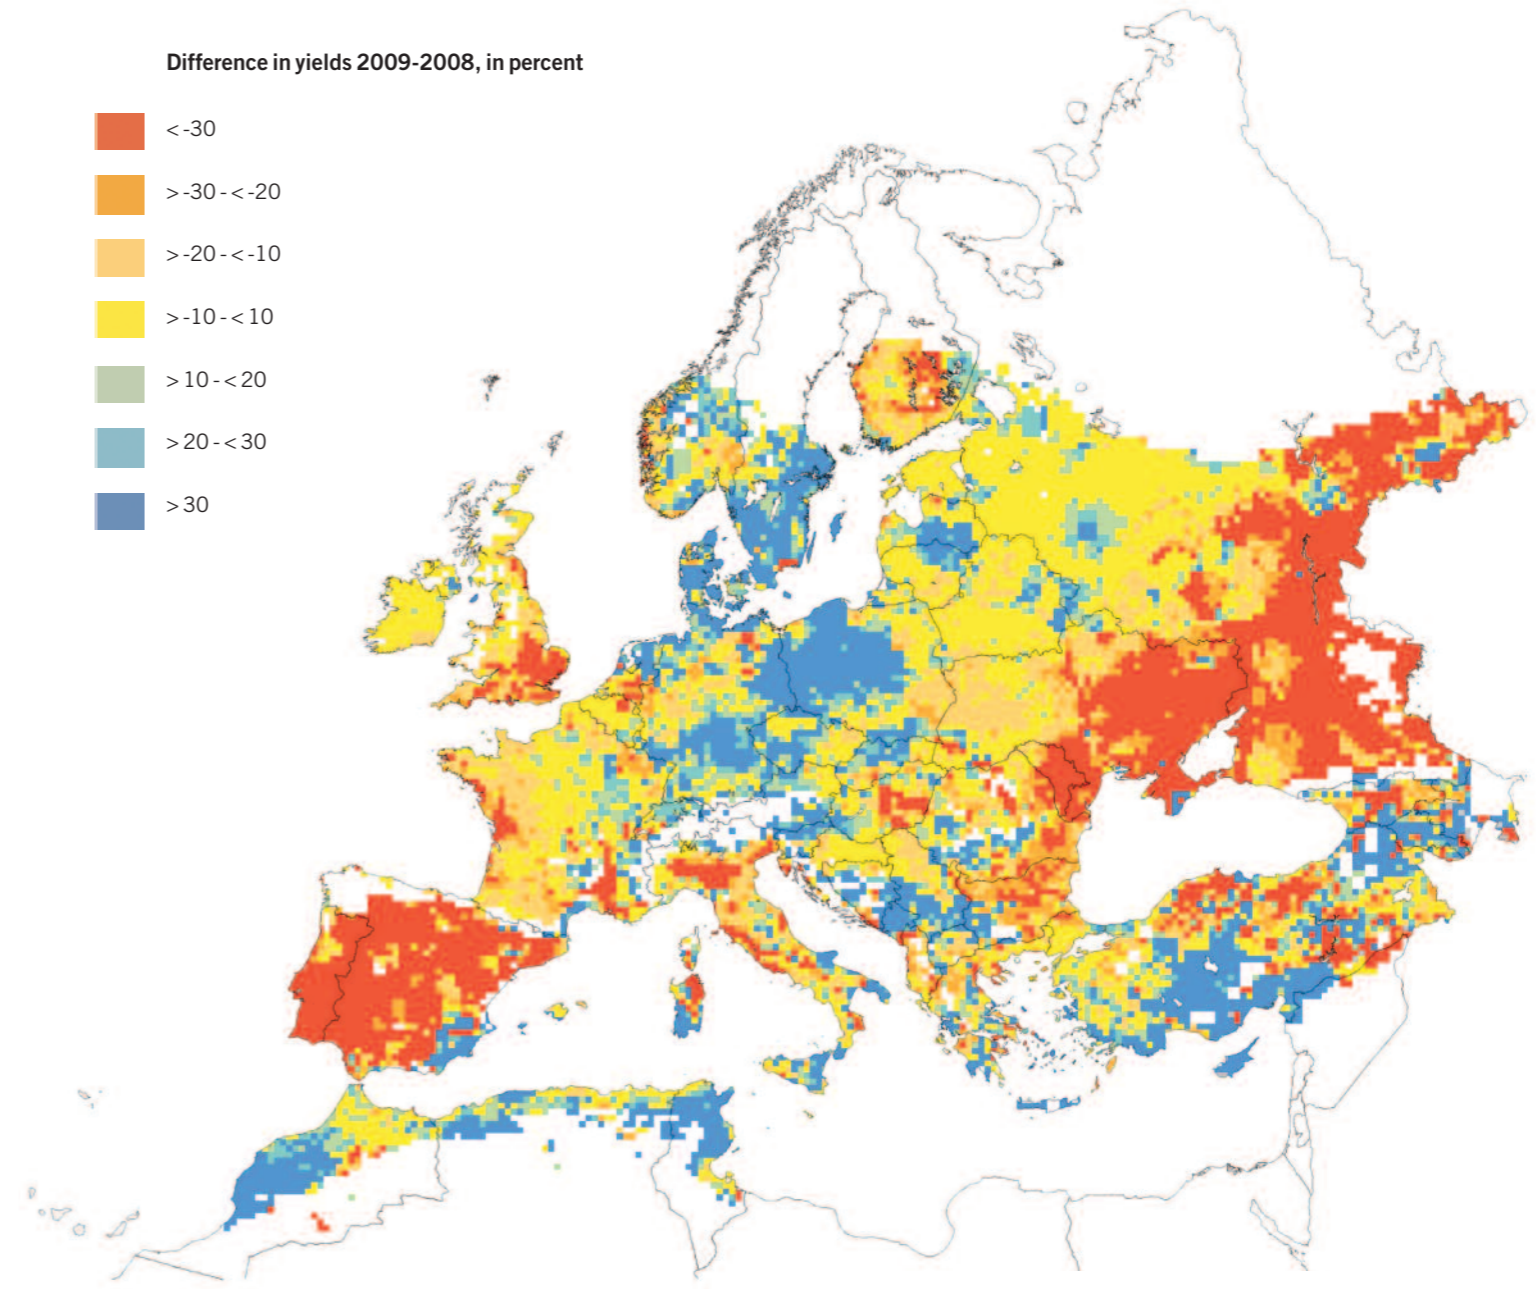 Difference in yields 2009-2008, in percent
< -30
> -30 - < -20
> -20 - < -10
> -10 - < 10
> 10 - < 20
> 20 - < 30
> 30